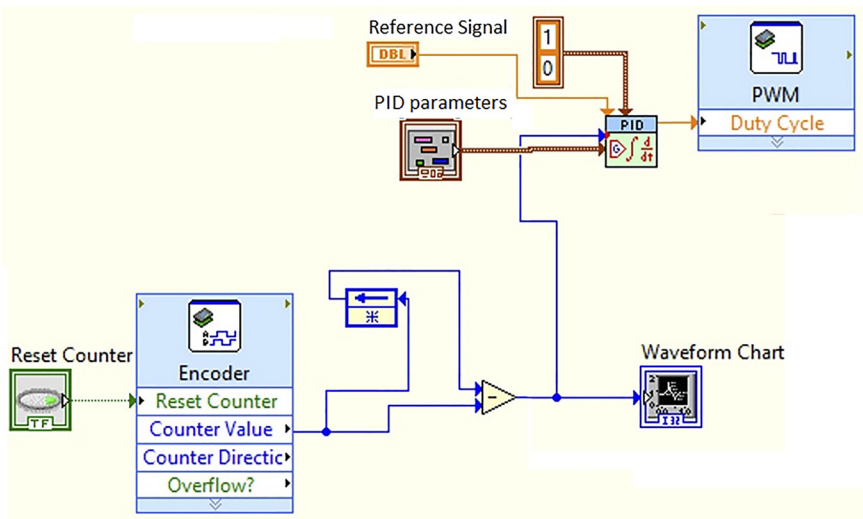 Reference Signal
DBL
1
0
PWM
Duty Cycle
PID parameters
PID
G∫ d/dt
Reset Counter
TF
Encoder
Reset Counter
Counter Value
Counter Directic
Overflow?
Waveform Chart
I32